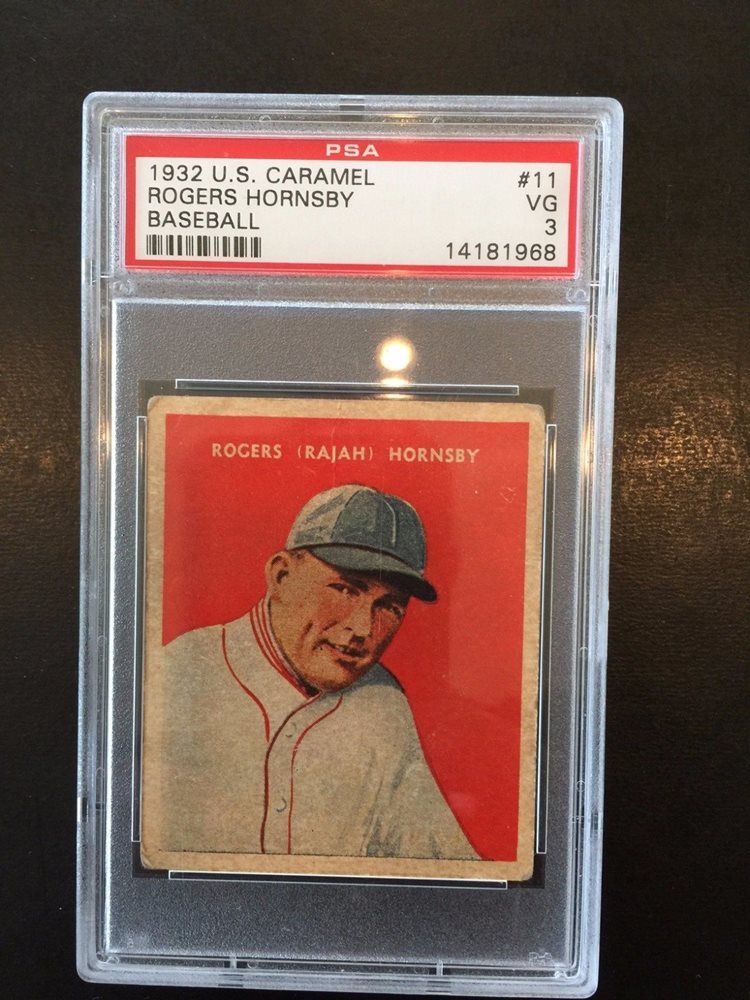 PSA
1932 U.S. CARAMEL #11
ROGERS HORNSBY VG
BASEBALL 3
14181968
ROGERS (RAJAH) HORNSBY